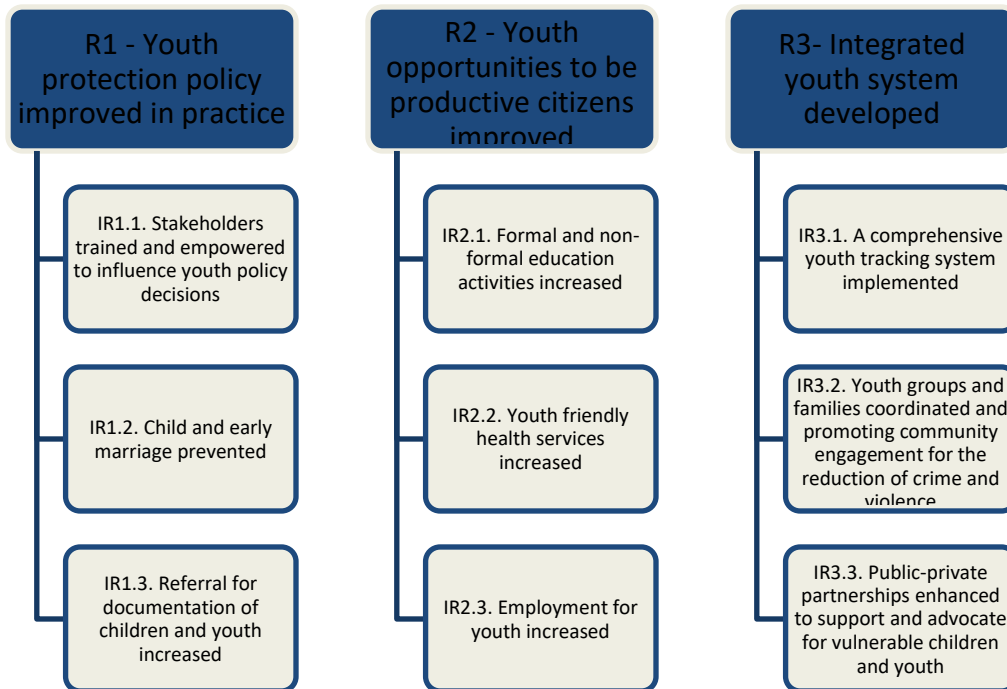 R1 - Youth
protection policy
improved in practice
IR1.1. Stakeholders
trained and empowered
to influence youth policy
decisions
IR1.2. Child and early
marriage prevented
IR1.3. Referral for
documentation of
children and youth
increased
R2 - Youth
opportunities to be
productive citizens
improved
IR2.1. Formal and non-
formal education
activities increased
IR2.2. Youth friendly
health services
increased
IR2.3. Employment for
youth increased
R3- Integrated
youth system
developed
IR3.1. A comprehensive
youth tracking system
implemented
IR3.2. Youth groups and
families coordinated and
promoting community
engagement for the
reduction of crime and
violence
IR3.3. Public-private
partnerships enhanced
to support and advocate
for vulnerable children
and youth